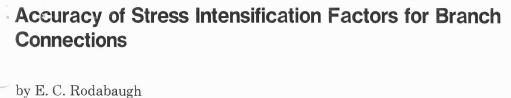 Accuracy of Stress Intensification Factors for Branch
Connections
by E. C. Rodabaugh